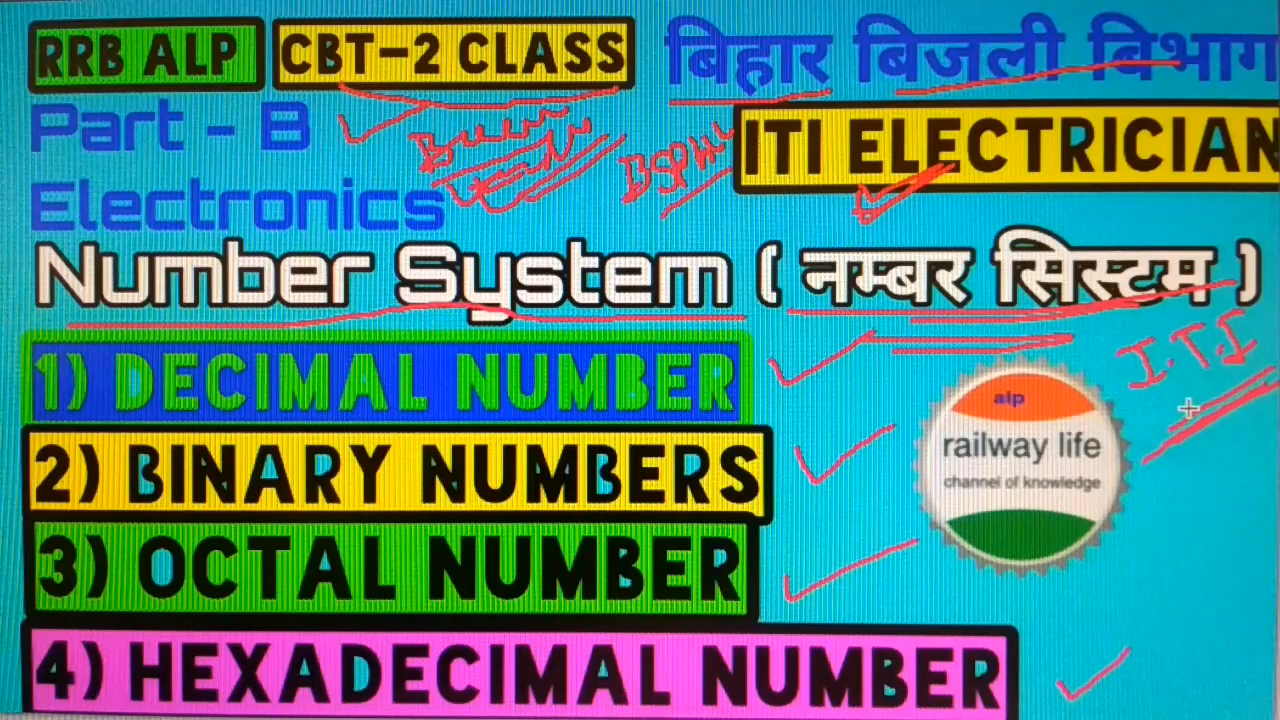 RRB ALP CBT-2 CLASS बिहार बिजली विभाग
Part - B
ITI ELECTRICIAN
Electronics
Number System ( नम्बर सिस्टम )
I.T.I
1) DECIMAL NUMBER
alp
railway life
channel of knowledge
2) BINARY NUMBERS
3) OCTAL NUMBER
4) HEXADECIMAL NUMBER